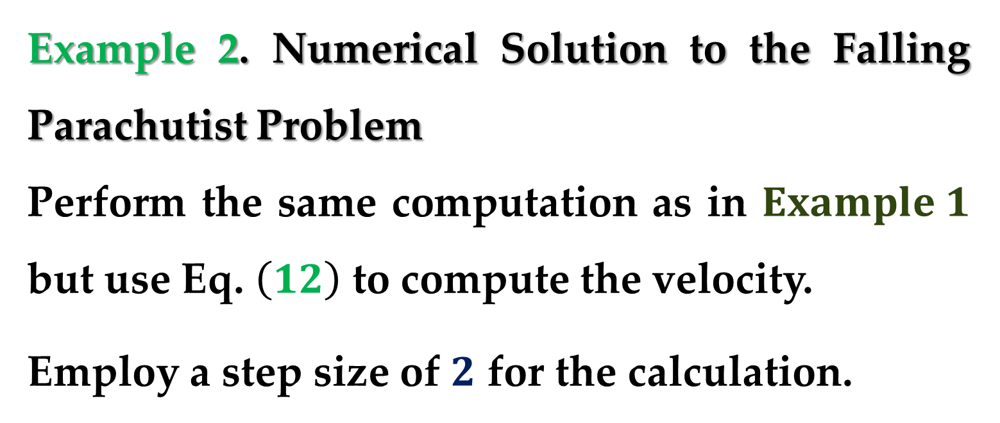 Example 2. Numerical Solution to the Falling
Parachutist Problem
Perform the same computation as in Example 1
but use Eq. (12) to compute the velocity.
Employ a step size of 2 for the calculation.